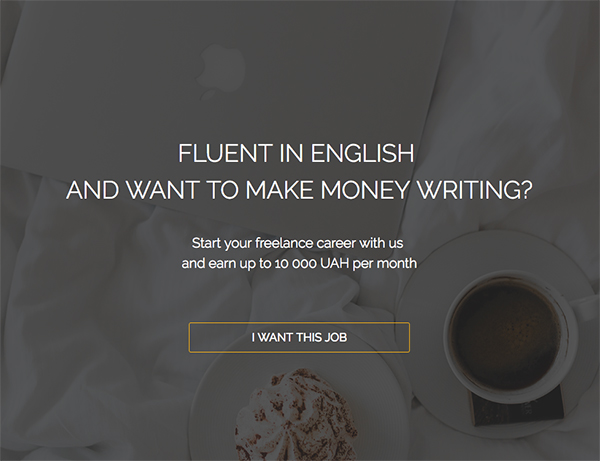 FLUENT IN ENGLISH
AND WANT TO MAKE MONEY WRITING?
Start your freelance career with us
and earn up to 10 000 UAH per month
I WANT THIS JOB